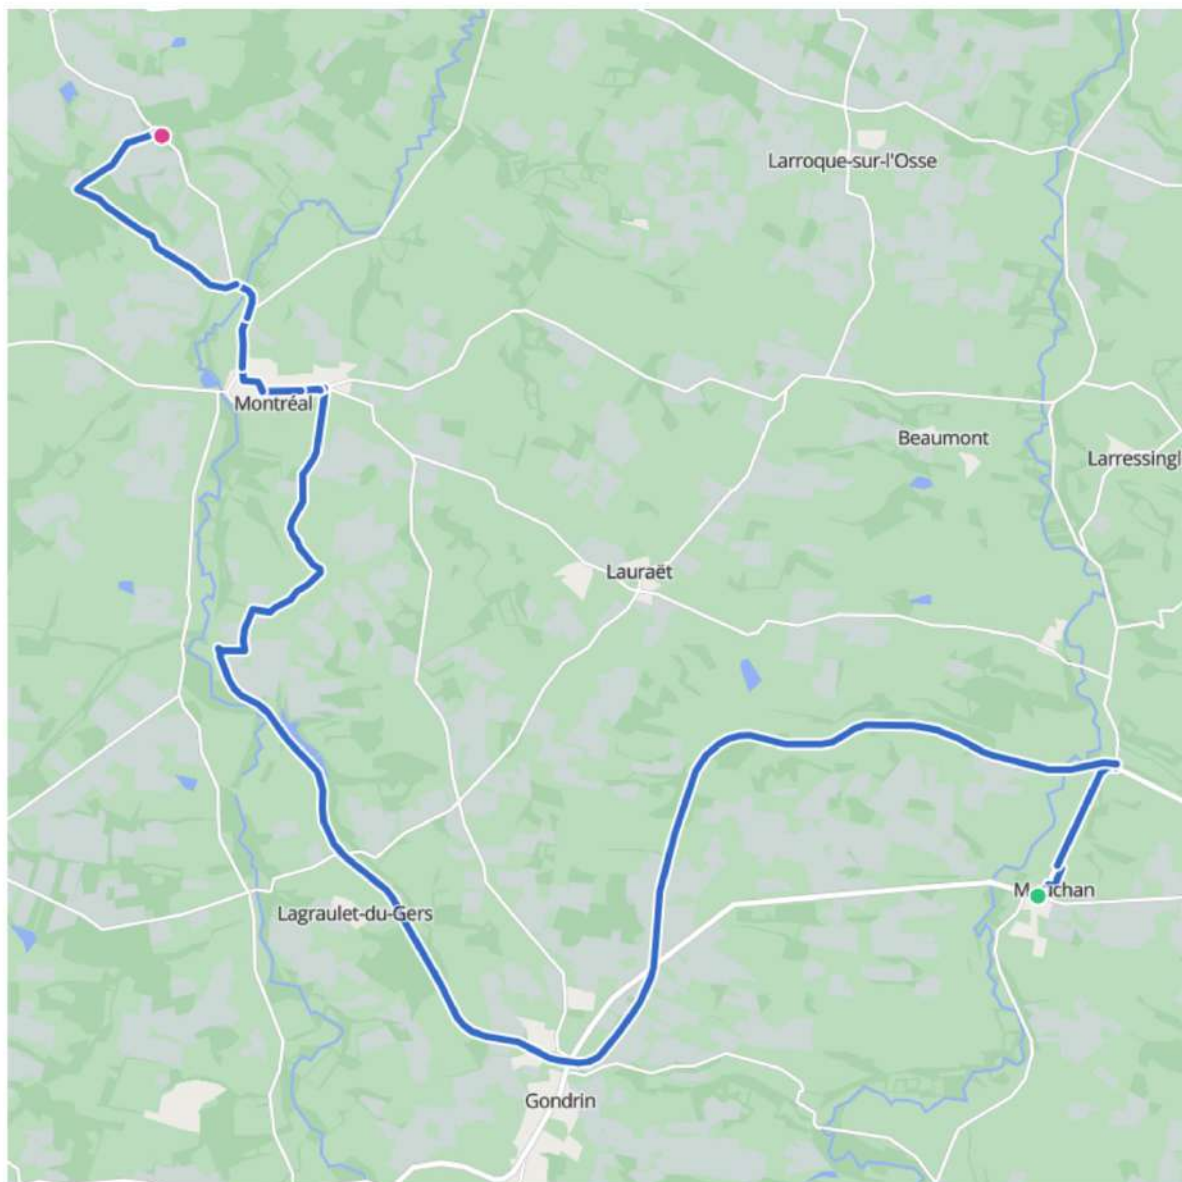 Larroque-sur-l'Osse
Montréal
Beaumont
Larressingl
Lauraët
Lagraulet-du-Gers
Gondrin